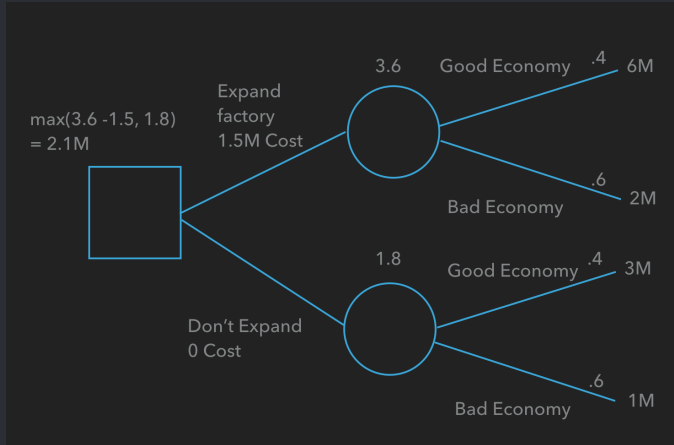 3.6
Good Economy
.4
6M
Expand
factory
1.5M Cost
max(3.6 -1.5, 1.8)
= 2.1M
.6
2M
Bad Economy
1.8
Good Economy
.4
3M
Don’t Expand
0 Cost
.6
1M
Bad Economy